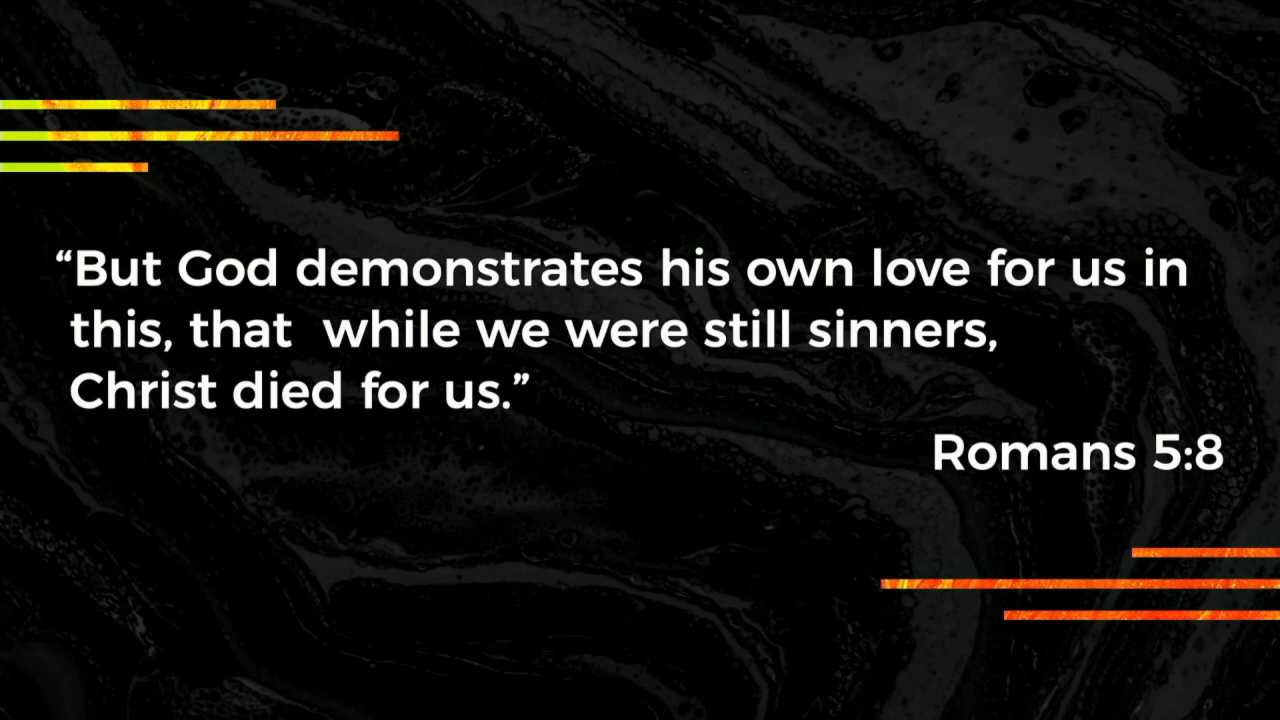 “But God demonstrates his own love for us in
this, that  while we were still sinners,
Christ died for us.”
Romans 5:8